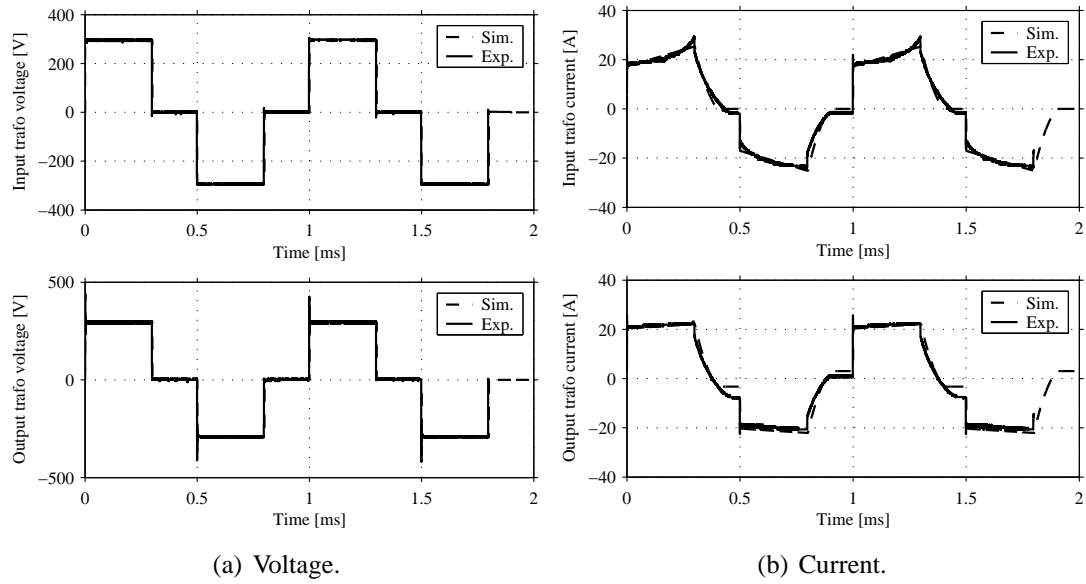 400
200
0
−200
−400
Input trafo voltage [V]
Sim.
Exp.
0
0.5
1
1.5
2
Time [ms]
500
0
−500
Output trafo voltage [V]
Sim.
Exp.
0
0.5
1
1.5
2
Time [ms]
(a) Voltage.
40
20
0
−20
−40
Input trafo current [A]
Sim.
Exp.
0
0.5
1
1.5
2
Time [ms]
40
20
0
−20
−40
Output trafo current [A]
Sim.
Exp.
0
0.5
1
1.5
2
Time [ms]
(b) Current.